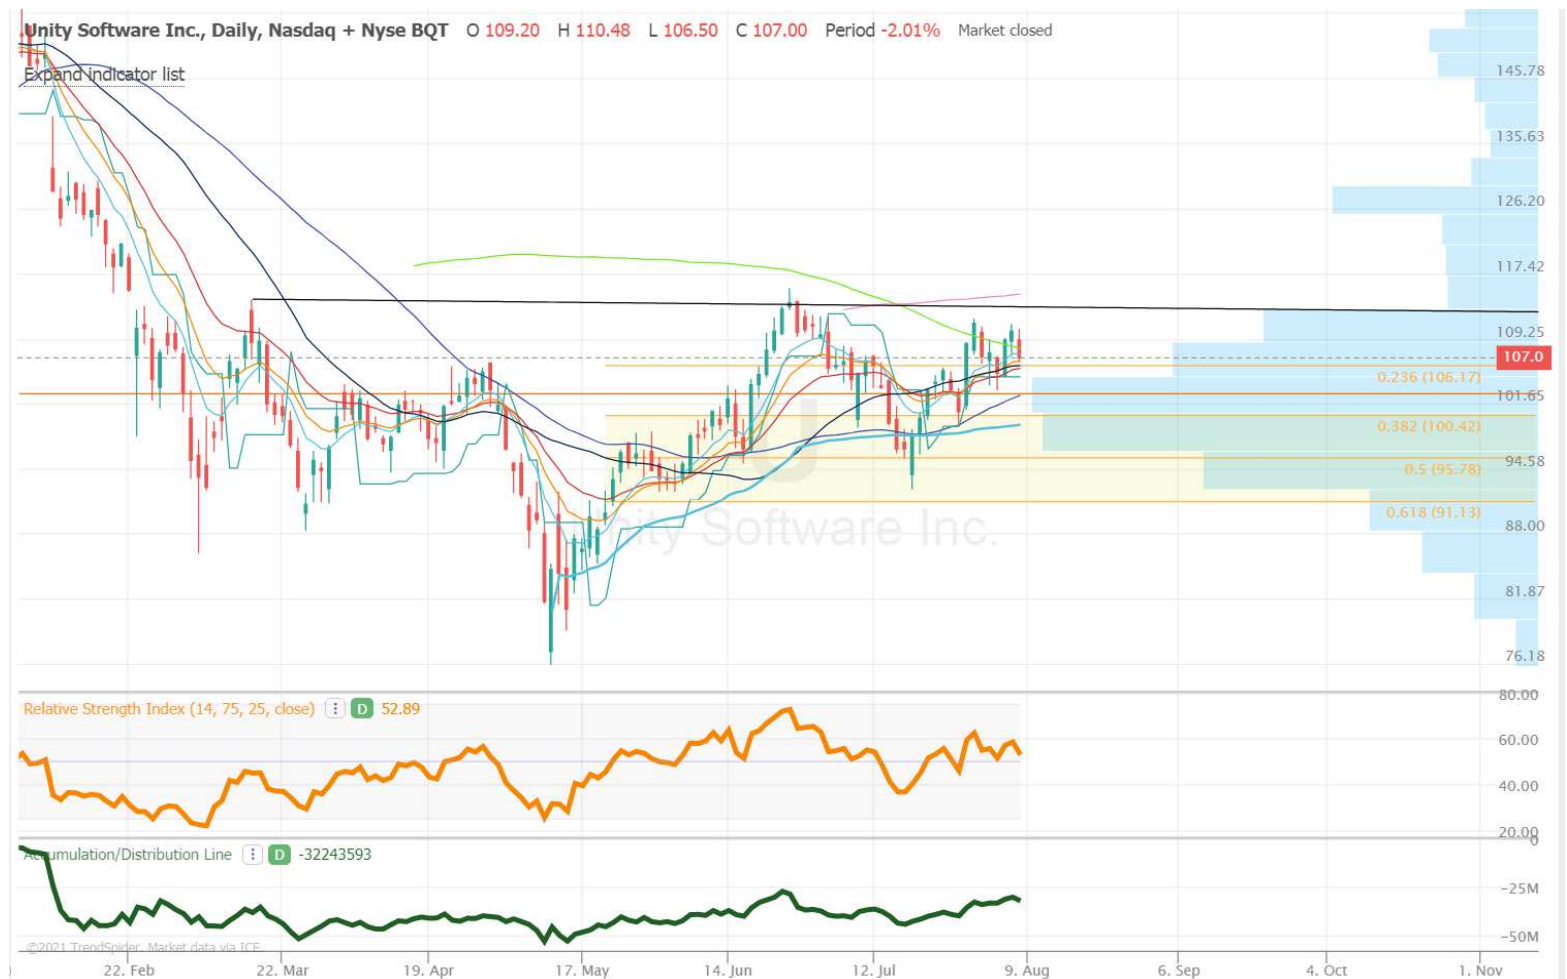 Unity Software Inc., Daily, Nasdaq + Nyse BQT O 109.20 H 110.48 L 106.50 C 107.00 Period -2.01% Market closed
Expand indicator list
145.78
135.63
126.20
117.42
109.25
107.0
0.236 (106.17)
101.65
0.382 (100.42)
94.58
0.5 (95.78)
0.618 (91.13)
88.00
U
Unity Software Inc.
81.87
76.18
80.00
Relative Strength Index (14, 75, 25, close) D 52.89
60.00
40.00
20.00
0
Accumulation/Distribution Line D -32243593
-25M
-50M
©2021 TrendSpider. Market data via ICE.
22. Feb 22. Mar 19. Apr 17. May 14. Jun 12. Jul 9. Aug 6. Sep 4. Oct 1. Nov